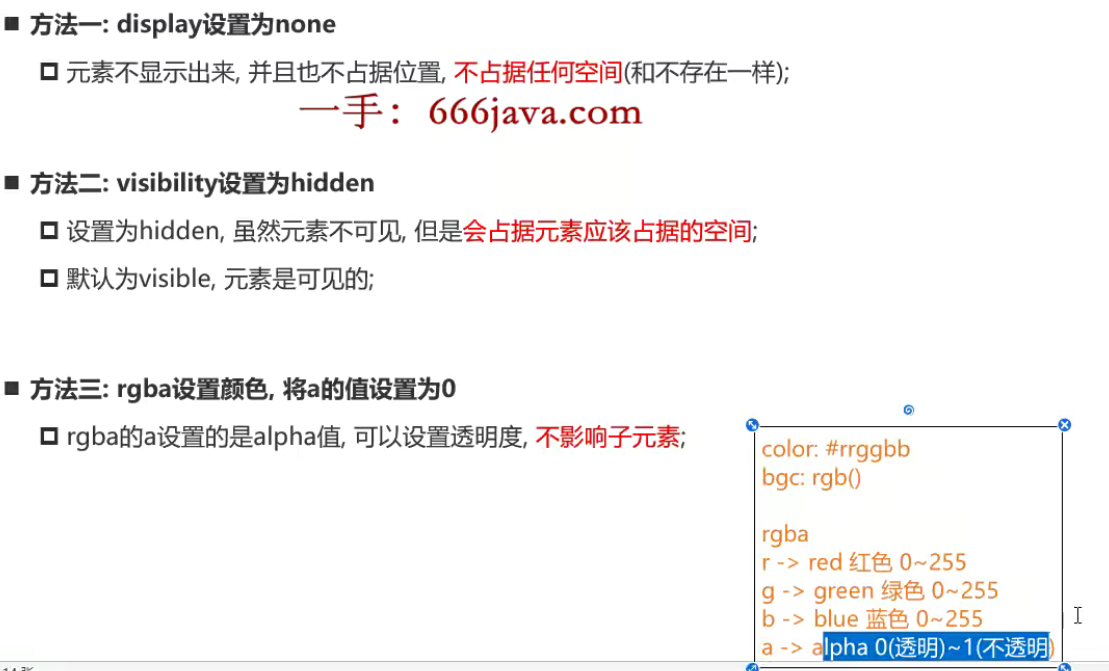 ■ 方法一: display设置为none
元素不显示出来, 并且也不占据位置, 不占据任何空间(和不存在一样);
一手：666java.com
■ 方法二: visibility设置为hidden
设置为hidden, 虽然元素不可见, 但是会占据元素应该占据的空间;
默认为visible, 元素是可见的;
■ 方法三: rgba设置颜色, 将a的值设置为0
rgba的a设置的是alpha值, 可以设置透明度, 不影响子元素;
color: #rrggbb
bgc: rgb()
rgba
r -> red 红色 0~255
g -> green 绿色 0~255
b -> blue 蓝色 0~255
a -> alpha 0(透明)~1(不透明)